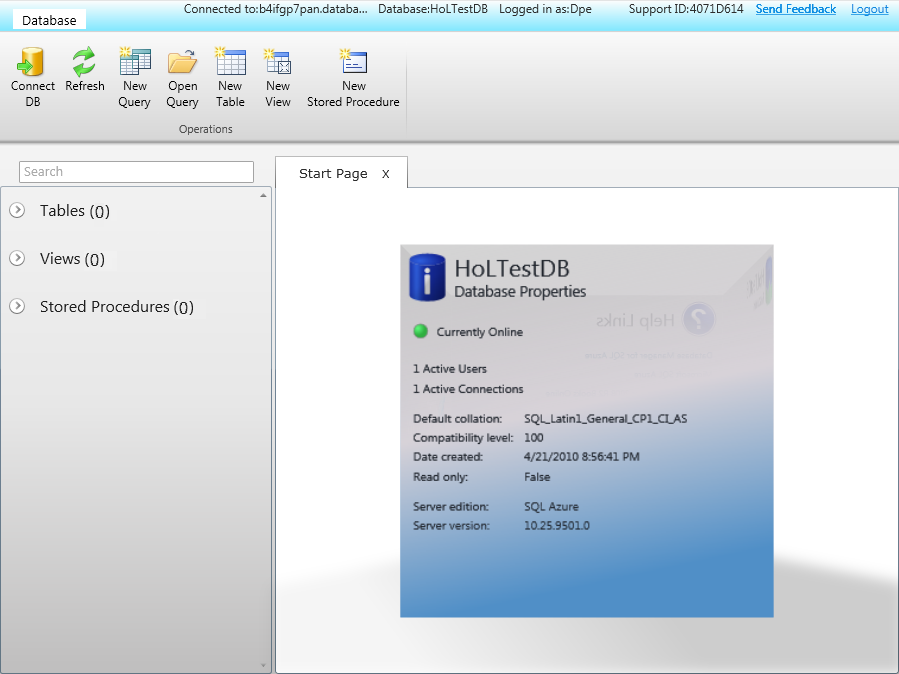 Database
Connected to:b4ifgp7pan.databa... Database:HoLTestDB Logged in as:Dpe Support ID:4071D614 Send Feedback Logout
Connect DB
Refresh
New Query
Open Query
New Table
New View
New Stored Procedure
Operations
Search
Start Page X
Tables (0)
Views (0)
Stored Procedures (0)
HoLTestDB
Database Properties
Help Links
Currently Online
1 Active Users
1 Active Connections
Default collation: SQL_Latin1_General_CP1_CI_AS
Compatibility level: 100
Date created: 4/21/2010 8:56:41 PM
Read only: False
Server edition: SQL Azure
Server version: 10.25.9501.0